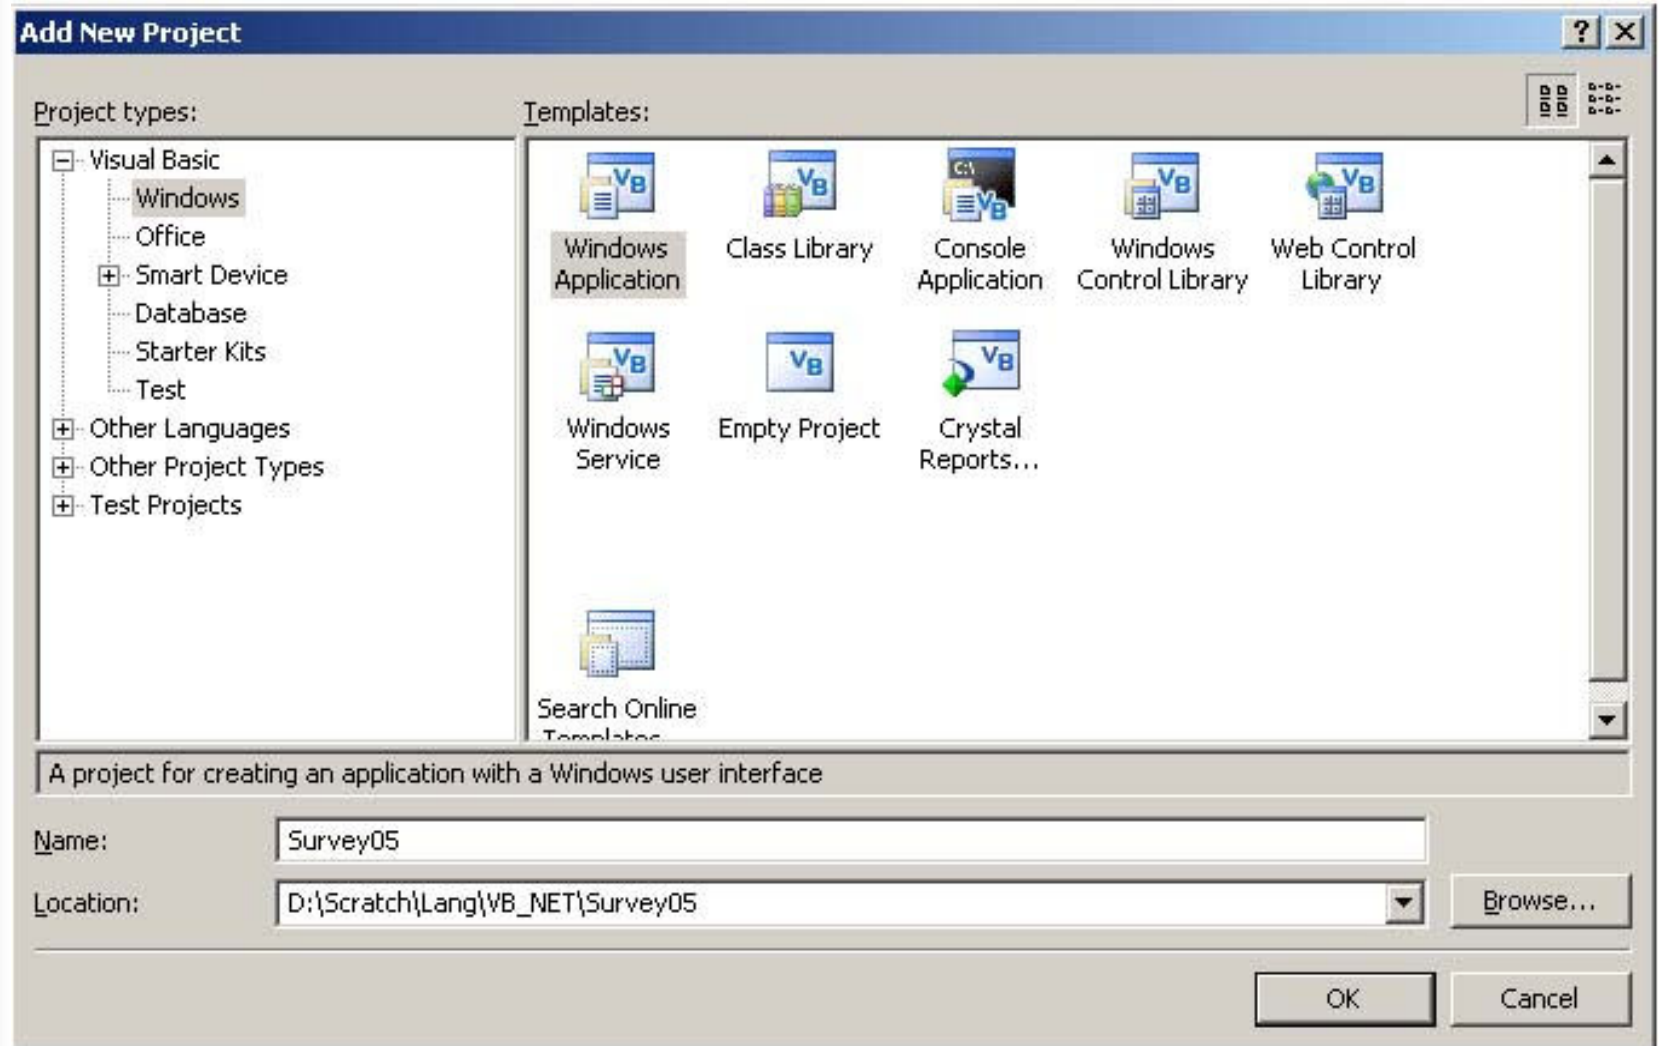 Add New Project
Project types:
Templates:
Visual Basic
Windows
Office
Smart Device
Database
Starter Kits
Test
Other Languages
Other Project Types
Test Projects
Windows
Application
Class Library
C:\
Console
Application
Windows
Control Library
Web Control
Library
Windows
Service
Empty Project
Crystal
Reports...
Search Online
Templates
A project for creating an application with a Windows user interface
Name:
Survey05
Location:
D:\Scratch\Lang\VB_NET\Survey05
Browse...
OK
Cancel